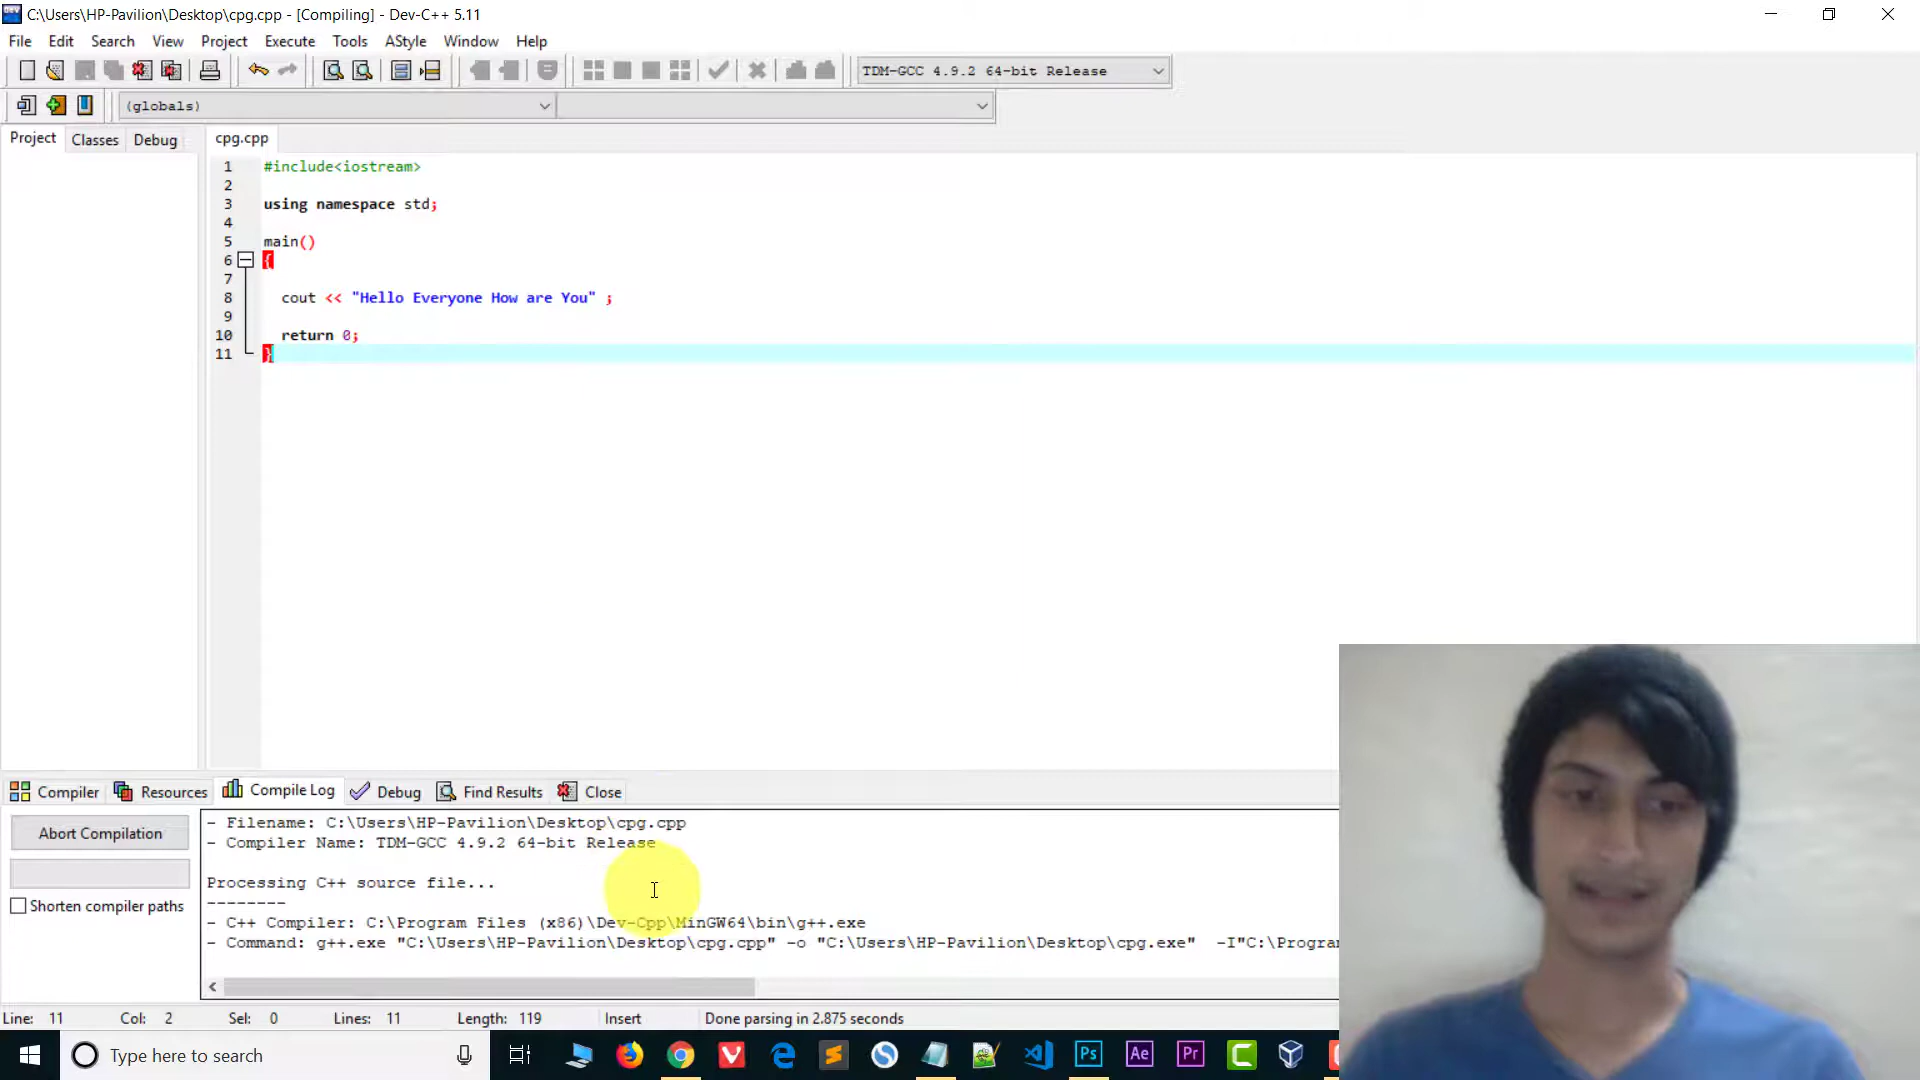 C:\Users\HP-Pavilion\Desktop\cpg.cpp - [Compiling] - Dev-C++ 5.11
File Edit Search View Project Execute Tools AStyle Window Help
TDM-GCC 4.9.2 64-bit Release
(globals)
Project Classes Debug cpg.cpp
1 #include<iostream>
2
3 using namespace std;
4
5 main()
6 {
7
8 cout << "Hello Everyone How are You" ;
9
10 return 0;
11 }
Compiler Resources Compile Log Debug Find Results Close
Abort Compilation
Shorten compiler paths
- Filename: C:\Users\HP-Pavilion\Desktop\cpg.cpp
- Compiler Name: TDM-GCC 4.9.2 64-bit Release
Processing C++ source file...
--------
- C++ Compiler: C:\Program Files (x86)\Dev-Cpp\MinGW64\bin\g++.exe
- Command: g++.exe "C:\Users\HP-Pavilion\Desktop\cpg.cpp" -o "C:\Users\HP-Pavilion\Desktop\cpg.exe" -I"C:\Progra
Line: 11 Col: 2 Sel: 0 Lines: 11 Length: 119 Insert Done parsing in 2.875 seconds
Type here to search
Ps Ae Pr